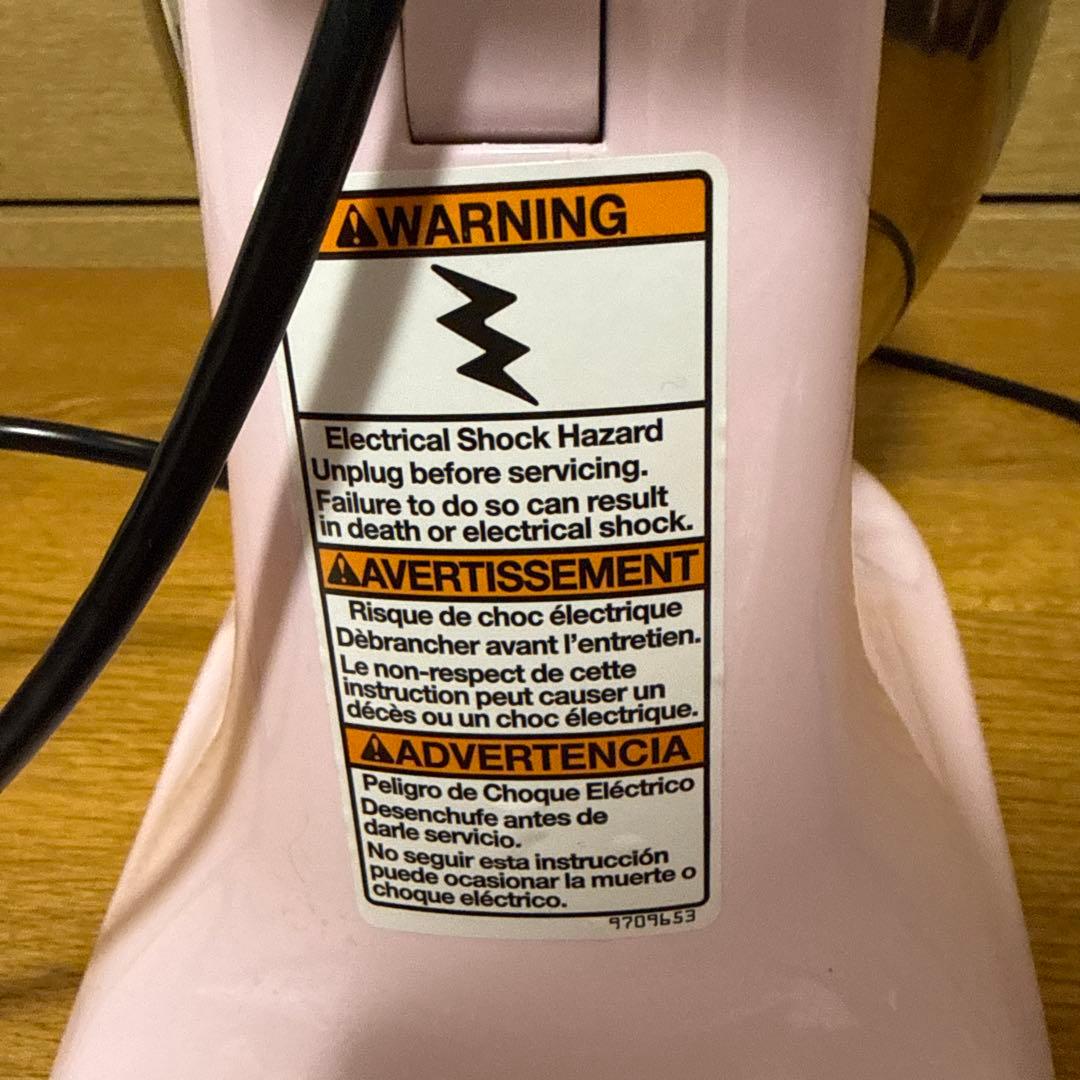 WARNING
Electrical Shock Hazard
Unplug before servicing.
Failure to do so can result
in death or electrical shock.
AVERTISSEMENT
Risque de choc électrique
Dèbrancher avant l'entretien.
Le non-respect de cette
instruction peut causer un
décès ou un choc électrique.
ADVERTENCIA
Peligro de Choque Eléctrico
Desenchufe antes de
darle servicio.
No seguir esta instrucción
puede ocasionar la muerte o
choque eléctrico.
9709653